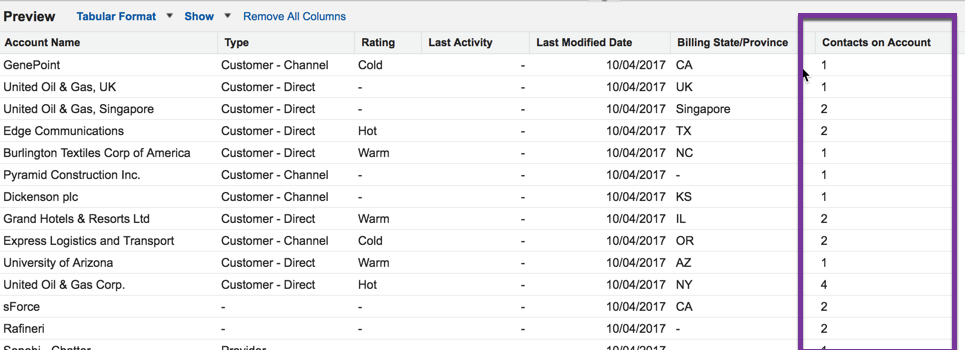 Preview Tabular Format Show Remove All Columns
Account Name Type Rating Last Activity Last Modified Date Billing State/Province Contacts on Account
GenePoint Customer - Channel Cold - 10/04/2017 CA 1
United Oil & Gas, UK Customer - Direct - - 10/04/2017 UK 1
United Oil & Gas, Singapore Customer - Direct - - 10/04/2017 Singapore 2
Edge Communications Customer - Direct Hot - 10/04/2017 TX 2
Burlington Textiles Corp of America Customer - Direct Warm - 10/04/2017 NC 1
Pyramid Construction Inc. Customer - Channel - - 10/04/2017 - 1
Dickenson plc Customer - Channel - - 10/04/2017 KS 1
Grand Hotels & Resorts Ltd Customer - Direct Warm - 10/04/2017 IL 2
Express Logistics and Transport Customer - Channel Cold - 10/04/2017 OR 2
University of Arizona Customer - Direct Warm - 10/04/2017 AZ 1
United Oil & Gas Corp. Customer - Direct Hot - 10/04/2017 NY 4
sForce - - - 10/04/2017 CA 2
Rafineri - - - 10/04/2017 - 2